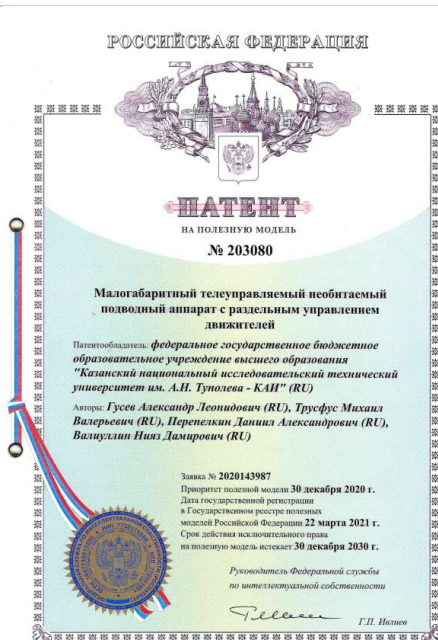 РОССИЙСКАЯ ФЕДЕРАЦИЯ
ПАТЕНТ
НА ПОЛЕЗНУЮ МОДЕЛЬ
№ 203080
Малогабаритный телеуправляемый необитаемый
подводный аппарат с раздельным управлением
движителей
Патентообладатель: федеральное государственное бюджетное
образовательное учреждение высшего образования
"Казанский национальный исследовательский технический
университет им. А.Н. Туполева - КАИ" (RU)
Авторы: Гусев Александр Леонидович (RU), Трусфус Михаил
Валерьевич (RU), Перепелкин Даниил Александрович (RU),
Валиуллин Нияз Дамирович (RU)
Заявка № 2020143987
Приоритет полезной модели 30 декабря 2020 г.
Дата государственной регистрации
в Государственном реестре полезных
моделей Российской Федерации 22 марта 2021 г.
Срок действия исключительного права
на полезную модель истекает 30 декабря 2030 г.
Руководитель Федеральной службы
по интеллектуальной собственности
Г.П. Ивлиев